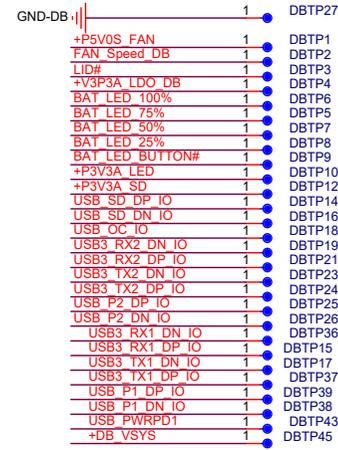 GND-DB 1 DBTP27
+P5V0S_FAN 1 DBTP1
FAN_Speed_DB 1 DBTP2
LID# 1 DBTP3
+V3P3A_LDO_DB 1 DBTP4
BAT_LED_100% 1 DBTP6
BAT_LED_75% 1 DBTP5
BAT_LED_50% 1 DBTP7
BAT_LED_25% 1 DBTP8
BAT_LED_BUTTON# 1 DBTP9
+P3V3A_LED 1 DBTP10
+P3V3A_SD 1 DBTP12
USB_SD_DP_IO 1 DBTP14
USB_SD_DN_IO 1 DBTP16
USB_OC_IO 1 DBTP18
USB3_RX2_DN_IO 1 DBTP19
USB3_RX2_DP_IO 1 DBTP21
USB3_TX2_DN_IO 1 DBTP23
USB3_TX2_DP_IO 1 DBTP24
USB_P2_DP_IO 1 DBTP25
USB_P2_DN_IO 1 DBTP26
USB3_RX1_DN_IO 1 DBTP36
USB3_RX1_DP_IO 1 DBTP15
USB3_TX1_DN_IO 1 DBTP17
USB3_TX1_DP_IO 1 DBTP37
USB_P1_DP_IO 1 DBTP39
USB_P1_DN_IO 1 DBTP38
USB_PWRPD1 1 DBTP43
+DB_VSYS 1 DBTP45